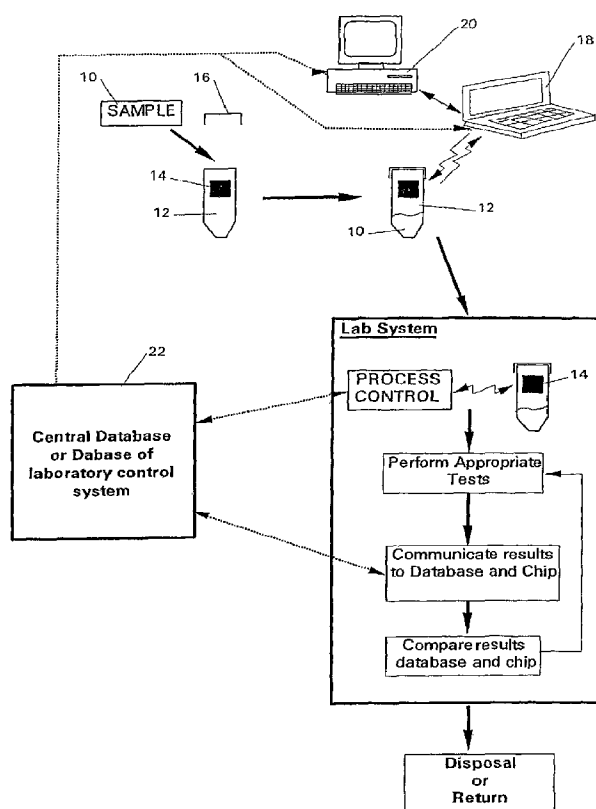 20
18
10
16
SAMPLE
14
12
12
10
Lab System
22
14
PROCESS
CONTROL
Central Database
or Dabase of
laboratory control
system
Perform Appropriate
Tests
Communicate results
to Database and Chip
Compare results
database and chip
Disposal
or
Return